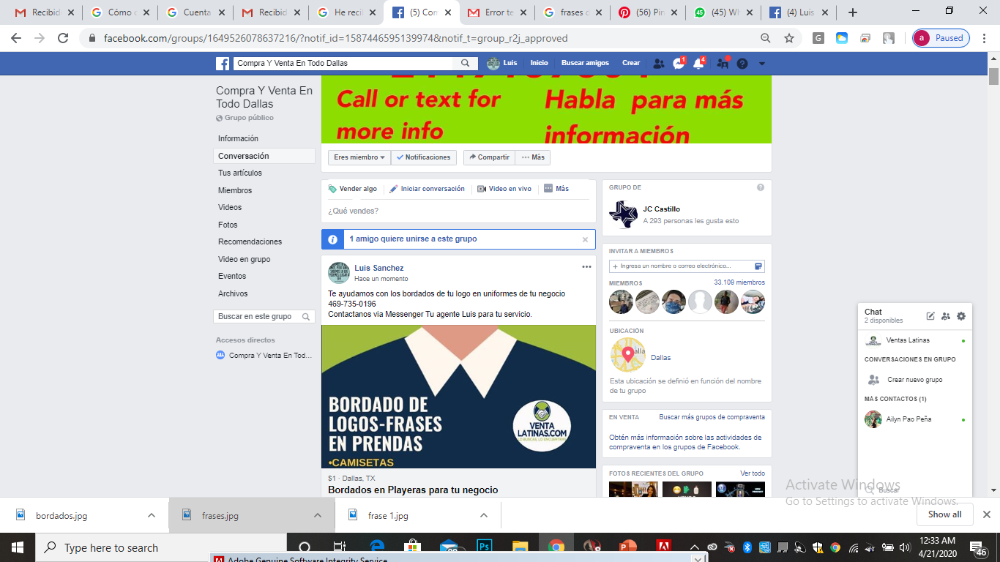 Recibid
Cómo c
Cuenta
Recibid
He recil
(5) Com
Error te
frases c
(56) Pin
(45) Wh
(4) Luis
facebook.com/groups/1649526078637216/?notif_id=1587446595139974&notif_t=group_r2j_approved
G
a Paused
Compra Y Venta En Todo Dallas
Luis Inicio Buscar amigos Crear
1 4
Compra Y Venta En
Todo Dallas
Grupo público
Información
Conversación
Tus artículos
Miembros
Videos
Fotos
Recomendaciones
Video en grupo
Eventos
Archivos
Buscar en este grupo
Accesos directos
Compra Y Venta En Tod...
Call or text for
more info
Habla para más
información
Eres miembro Notificaciones Compartir Más
Vender algo Iniciar conversación Video en vivo Más
¿Qué vendes?
1 amigo quiere unirse a este grupo
Luis Sanchez
Hace un momento
Te ayudamos con los bordados de tu logo en uniformes de tu negocio
469-735-0196
Contactanos via Messenger Tu agente Luis para tu servicio.
BORDADO DE
LOGOS-FRASES
EN PRENDAS
•CAMISETAS
VENTA
LATINAS.COM
LO BUSCAS, LO ENCUENTRAS
$1 · Dallas, TX
Bordados en Playeras para tu negocio
GRUPO DE
JC Castillo
A 293 personas les gusta esto
INVITAR A MIEMBROS
+ Ingresa un nombre o correo electrónico...
MIEMBROS 33.109 miembros
UBICACIÓN
alla
Dallas
Esta ubicación se definió en función del nombre
de tu grupo
EN VENTA Buscar más grupos de compraventa
Obtén más información sobre las actividades de
compraventa en los grupos de Facebook.
FOTOS RECIENTES DEL GRUPO Ver todo
Chat
2 disponibles
Ventas Latinas
CONVERSACIONES EN GRUPO
Crear nuevo grupo
MÁS CONTACTOS (1)
Ailyn Pao Peña
Buscar
Activate Windows
Go to Settings to activate Windows.
bordados.jpg
frases.jpg
frase 1.jpg
Show all
Type here to search
Ps
12:33 AM
4/21/2020
46
Adobe Genuine Software Integrity Service